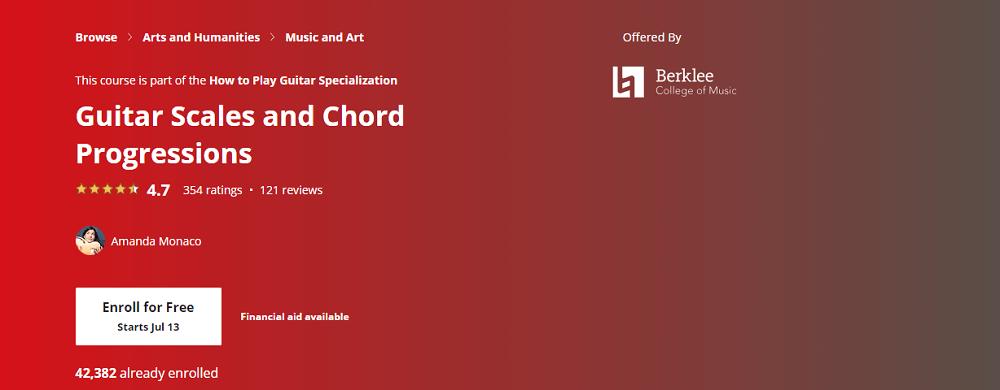 Browse > Arts and Humanities > Music and Art
Offered By
This course is part of the How to Play Guitar Specialization
Berklee
College of Music
Guitar Scales and Chord
Progressions
4.7 354 ratings • 121 reviews
Amanda Monaco
Enroll for Free
Starts Jul 13
Financial aid available
42,382 already enrolled